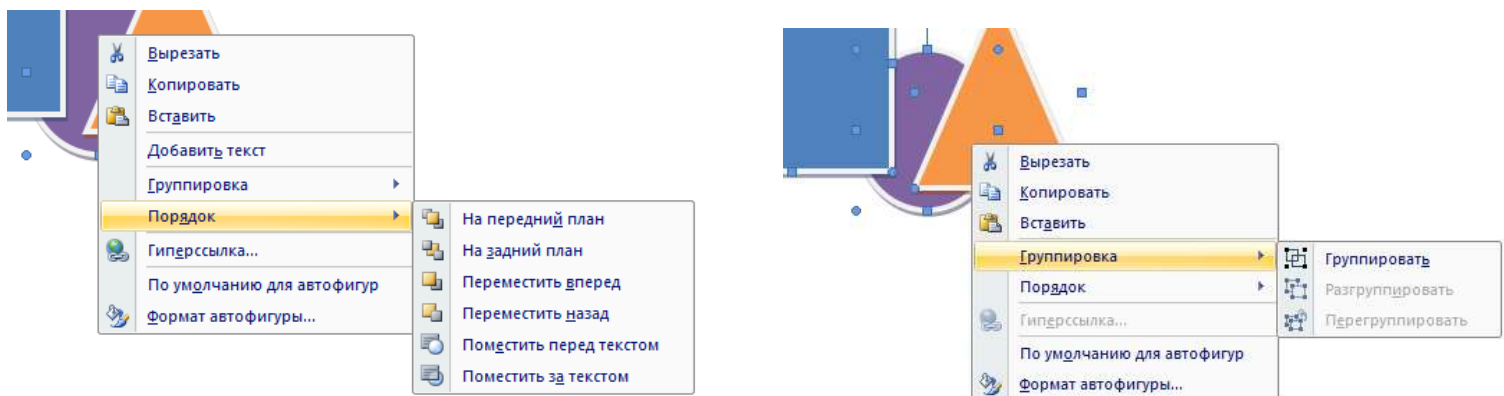 Вырезать
Копировать
Вставить
Добавить текст
Группировка
Порядок
На передний план
На задний план
Переместить вперед
Переместить назад
Поместить перед текстом
Поместить за текстом
Гиперссылка...
По умолчанию для автофигур
Формат автофигуры...
Вырезать
Копировать
Вставить
Группировка
Группировать
Разгруппировать
Перегруппировать
Порядок
Гиперссылка...
По умолчанию для автофигур
Формат автофигуры...